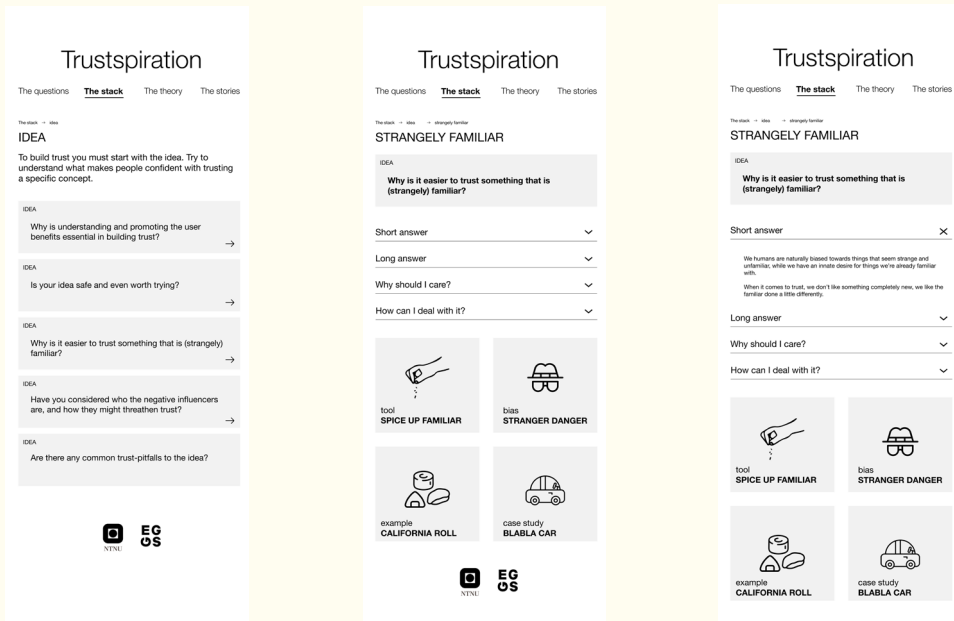 Trustspiration
The questions The stack The theory The stories
The stack → idea
IDEA
To build trust you must start with the idea. Try to
understand what makes people confident with trusting
a specific concept.
IDEA
Why is understanding and promoting the user
benefits essential in building trust?
IDEA
Is your idea safe and even worth trying?
IDEA
Why is it easier to trust something that is (strangely)
familiar?
IDEA
Have you considered who the negative influencers
are, and how they might threathen trust?
IDEA
Are there any common trust-pitfalls to the idea?
NTNU
EG
GS
Trustspiration
The questions The stack The theory The stories
The stack → idea → strangely familiar
STRANGELY FAMILIAR
IDEA
Why is it easier to trust something that is
(strangely) familiar?
Short answer
Long answer
Why should I care?
How can I deal with it?
tool
SPICE UP FAMILIAR
bias
STRANGER DANGER
example
CALIFORNIA ROLL
case study
BLABLA CAR
NTNU
EG
GS
Trustspiration
The questions The stack The theory The stories
The stack → idea → strangely familiar
STRANGELY FAMILIAR
IDEA
Why is it easier to trust something that is
(strangely) familiar?
Short answer
We humans are naturally biased towards things that seem strange and
unfamiliar, while we have an innate desire for things we're already familiar
with.
When it comes to trust, we don't like something completely new, we like the
familiar done a little differently.
Long answer
Why should I care?
How can I deal with it?
tool
SPICE UP FAMILIAR
bias
STRANGER DANGER
example
CALIFORNIA ROLL
case study
BLABLA CAR